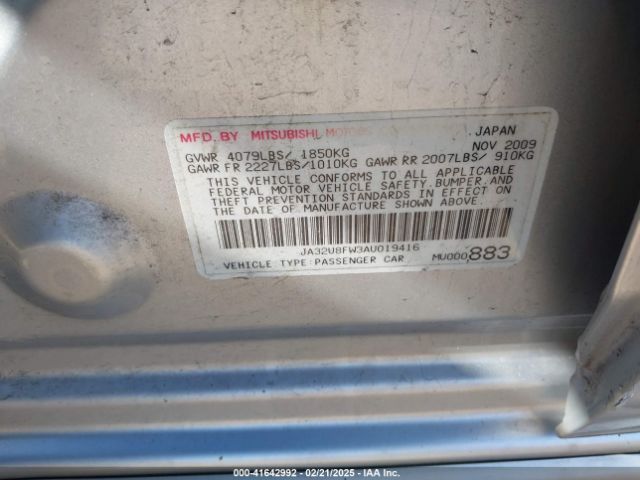 MFD. BY MITSUBISHI MOTORS JAPAN
NOV 2009
GVWR 4079LBS/ 1850KG
GAWR FR 2227LBS/1010KG GAWR RR 2007LBS/ 910KG
THIS VEHICLE CONFORMS TO ALL APPLICABLE
FEDERAL MOTOR VEHICLE SAFETY, BUMPER, AND
THEFT PREVENTION STANDARDS IN EFFECT ON
THE DATE OF MANUFACTURE SHOWN ABOVE.
JA32U8FW3AU019416
VEHICLE TYPE: PASSENGER CAR MU000883
000-41642992 - 02/21/2025 - IAA Inc.